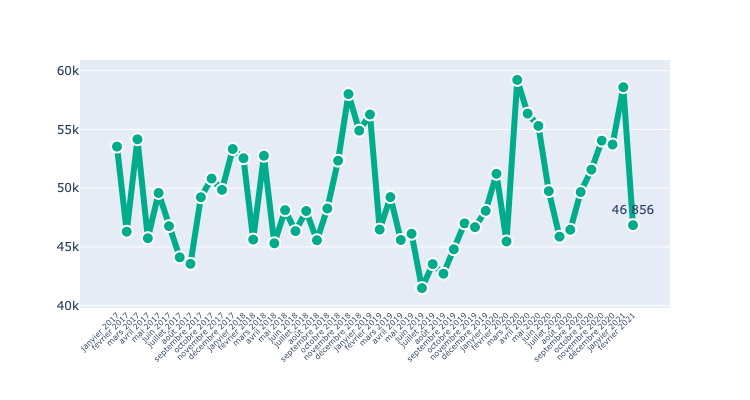 60k
55k
50k
45k
40k
46 856
janvier 2017
février 2017
mars 2017
avril 2017
mai 2017
juin 2017
juillet 2017
août 2017
septembre 2017
octobre 2017
novembre 2017
décembre 2017
janvier 2018
février 2018
mars 2018
avril 2018
mai 2018
juin 2018
juillet 2018
août 2018
septembre 2018
octobre 2018
novembre 2018
décembre 2018
janvier 2019
février 2019
mars 2019
avril 2019
mai 2019
juin 2019
juillet 2019
août 2019
septembre 2019
octobre 2019
novembre 2019
décembre 2019
janvier 2020
février 2020
mars 2020
avril 2020
mai 2020
juin 2020
juillet 2020
août 2020
septembre 2020
octobre 2020
novembre 2020
décembre 2020
janvier 2021
février 2021